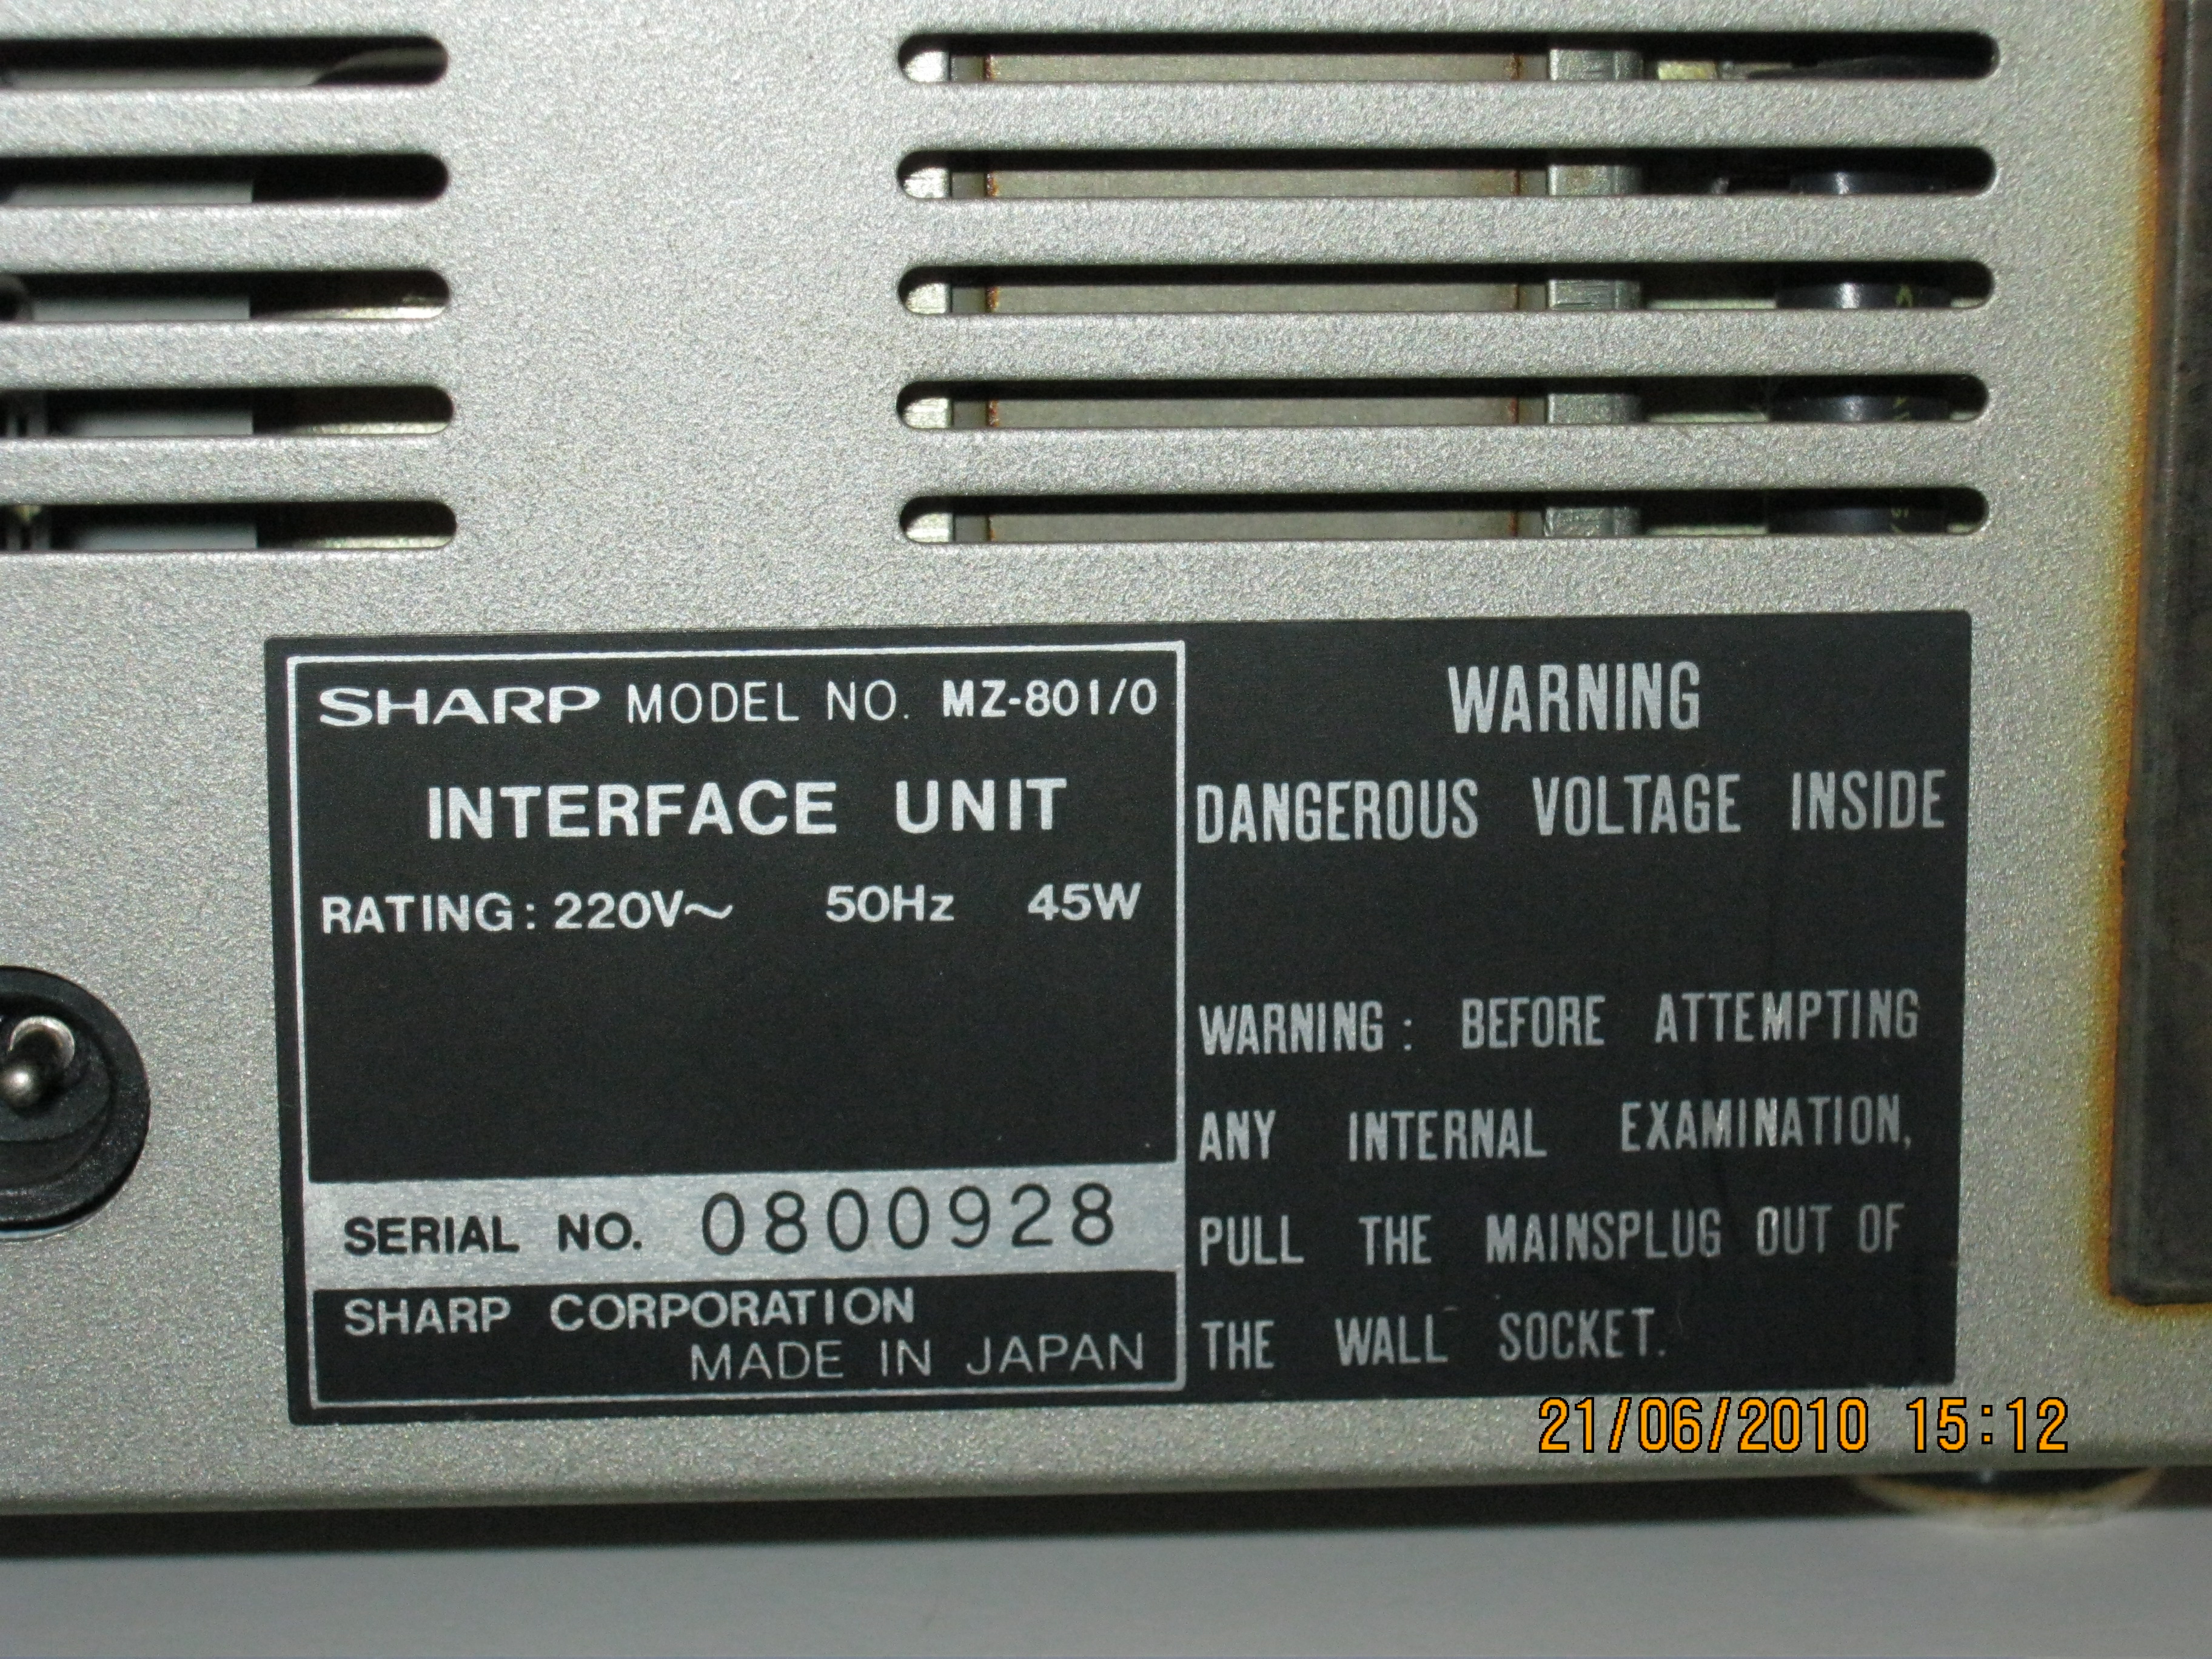 SHARP MODEL NO. MZ-801/0
INTERFACE UNIT
RATING: 220V~ 50Hz 45W
SERIAL NO. 0800928
SHARP CORPORATION
MADE IN JAPAN
WARNING
DANGEROUS VOLTAGE INSIDE
WARNING: BEFORE ATTEMPTING
ANY INTERNAL EXAMINATION,
PULL THE MAINSPLUG OUT OF
THE WALL SOCKET.
21/06/2010 15:12